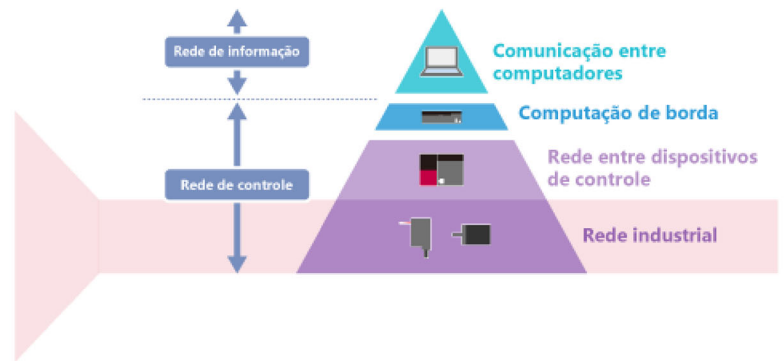 Rede de informação
Comunicação entre
computadores
Computação de borda
Rede entre dispositivos
de controle
Rede de controle
Rede industrial